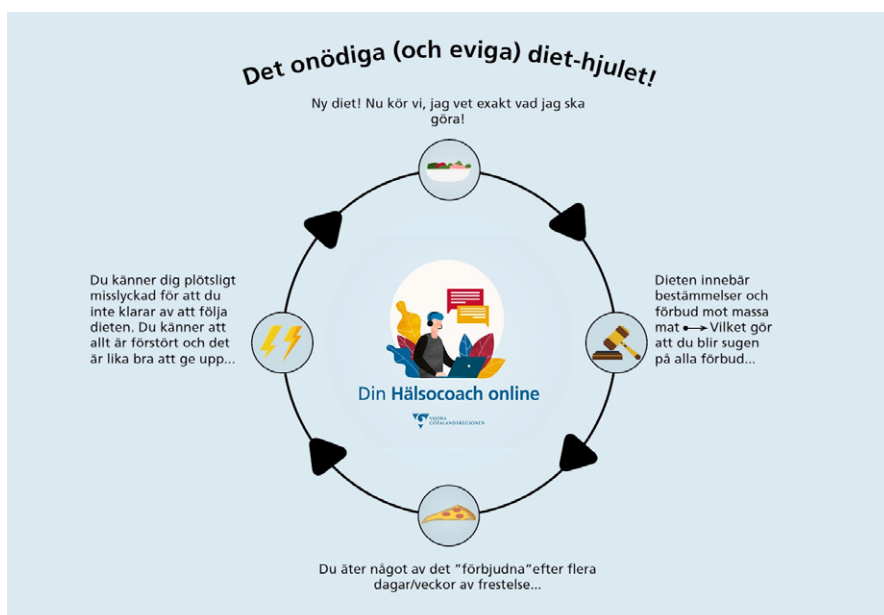 Det onödiga (och eviga) diet-hjulet!
Ny diet! Nu kör vi, jag vet exakt vad jag ska
göra!
Du känner dig plötsligt
misslyckad för att du
inte klarar av att följa
dieten. Du känner att
allt är förstört och det
är lika bra att ge upp...
Dieten innebär
bestämmelser och
förbud mot massa
mat ⟷ Vilket gör
att du blir sugen
på alla förbud...
Din Hälsocoach online
VÄSTRA
GÖTALANDSREGIONEN
Du äter något av det "förbjudna"efter flera
dagar/veckor av frestelse...